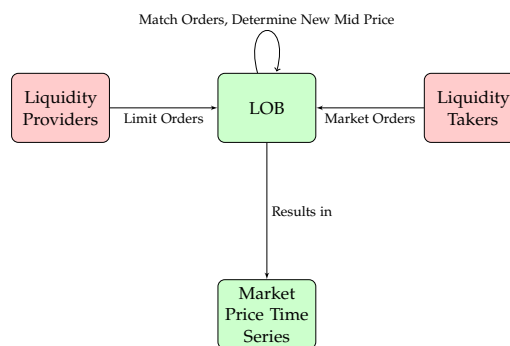 Match Orders, Determine New Mid Price
Liquidity
Providers
Limit Orders
LOB
Market Orders
Liquidity
Takers
Results in
Market
Price Time
Series